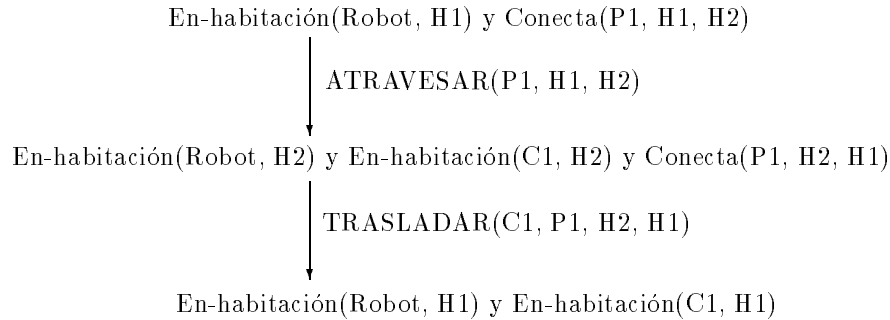 En-habitación(Robot, H1) y Conecta(P1, H1, H2)
ATRAVESAR(P1, H1, H2)
En-habitación(Robot, H2) y En-habitación(C1, H2) y Conecta(P1, H2, H1)
TRASLADAR(C1, P1, H2, H1)
En-habitación(Robot, H1) y En-habitación(C1, H1)